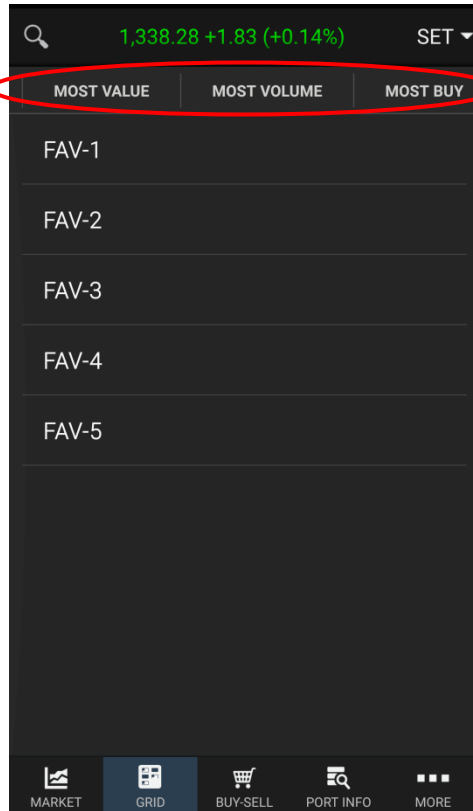 1,338.28 +1.83 (+0.14%) SET
MOST VALUE MOST VOLUME MOST BUY
FAV-1
FAV-2
FAV-3
FAV-4
FAV-5
MARKET GRID BUY-SELL PORT INFO MORE